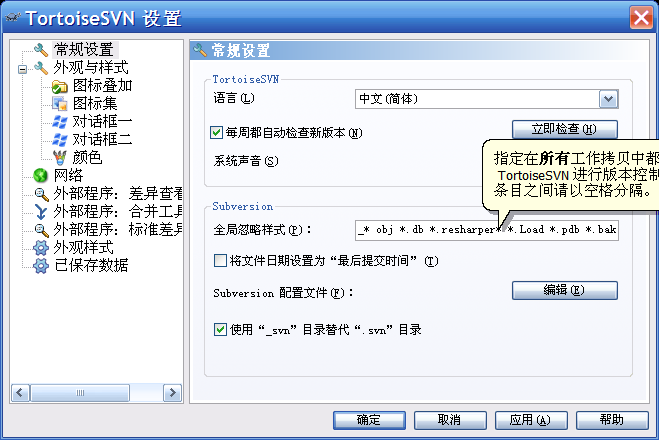 TortoiseSVN 设置
常规设置
外观与样式
图标叠加
图标集
对话框一
对话框二
颜色
网络
外部程序：差异查看
外部程序：合并工具
外部程序：标准差异
外观样式
已保存数据
常规设置
TortoiseSVN
语言(L)
中文(简体)
每周都自动检查新版本(N)
立即检查(H)
系统声音(S)
指定在所有工作拷贝中都
TortoiseSVN 进行版本控制
条目之间请以空格分隔。
Subversion
全局忽略样式(P)：
_* obj *.db *.resharper* *.Load *.pdb *.bak
将文件日期设置为“最后提交时间” (T)
Subversion 配置文件(F)：
编辑(E)
使用“_svn”目录替代“.svn”目录
确定
取消
应用(A)
帮助